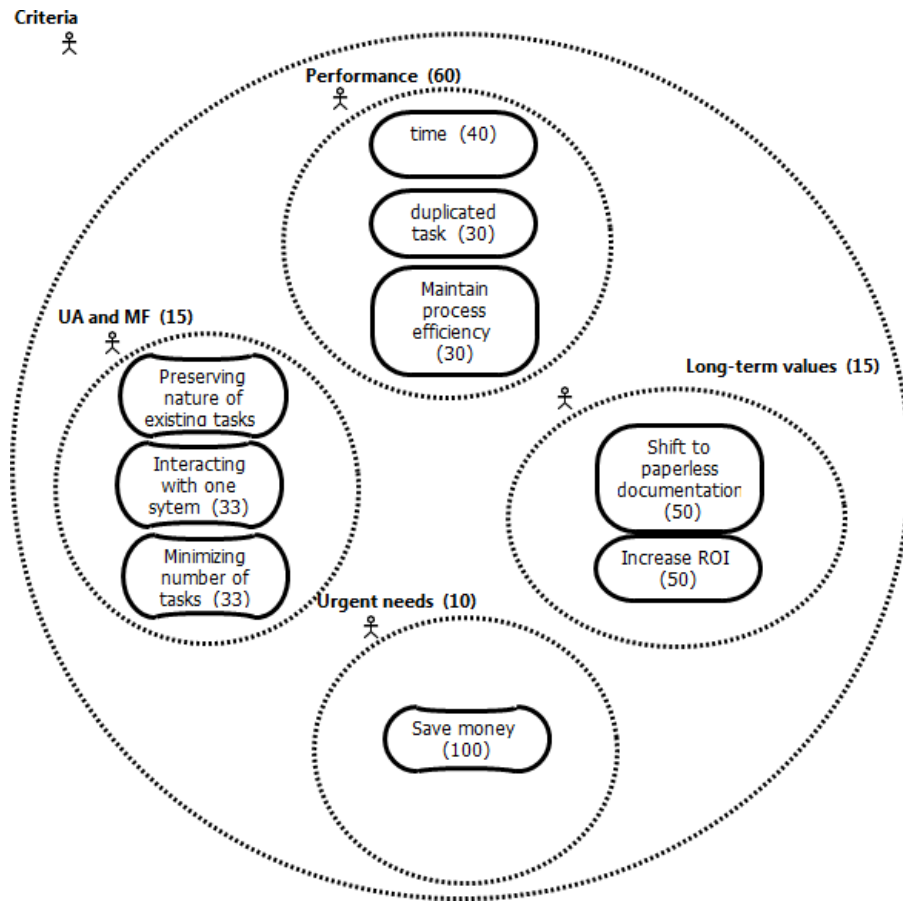 Criteria
Performance (60)
time (40)
duplicated
task (30)
Maintain
process
efficiency
(30)
UA and MF (15)
Preserving
nature of
existing tasks
Interacting
with one
sytem (33)
Minimizing
number of
tasks (33)
Long-term values (15)
Shift to
paperless
documentation
(50)
Increase ROI
(50)
Urgent needs (10)
Save money
(100)